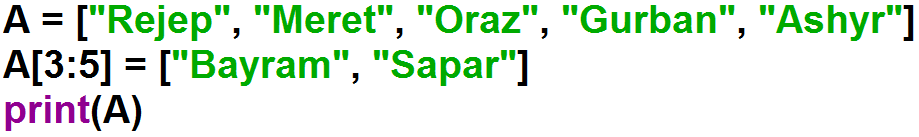 A = ["Rejep", "Meret", "Oraz", "Gurban", "Ashyr"]
A[3:5] = ["Bayram", "Sapar"]
print(A)